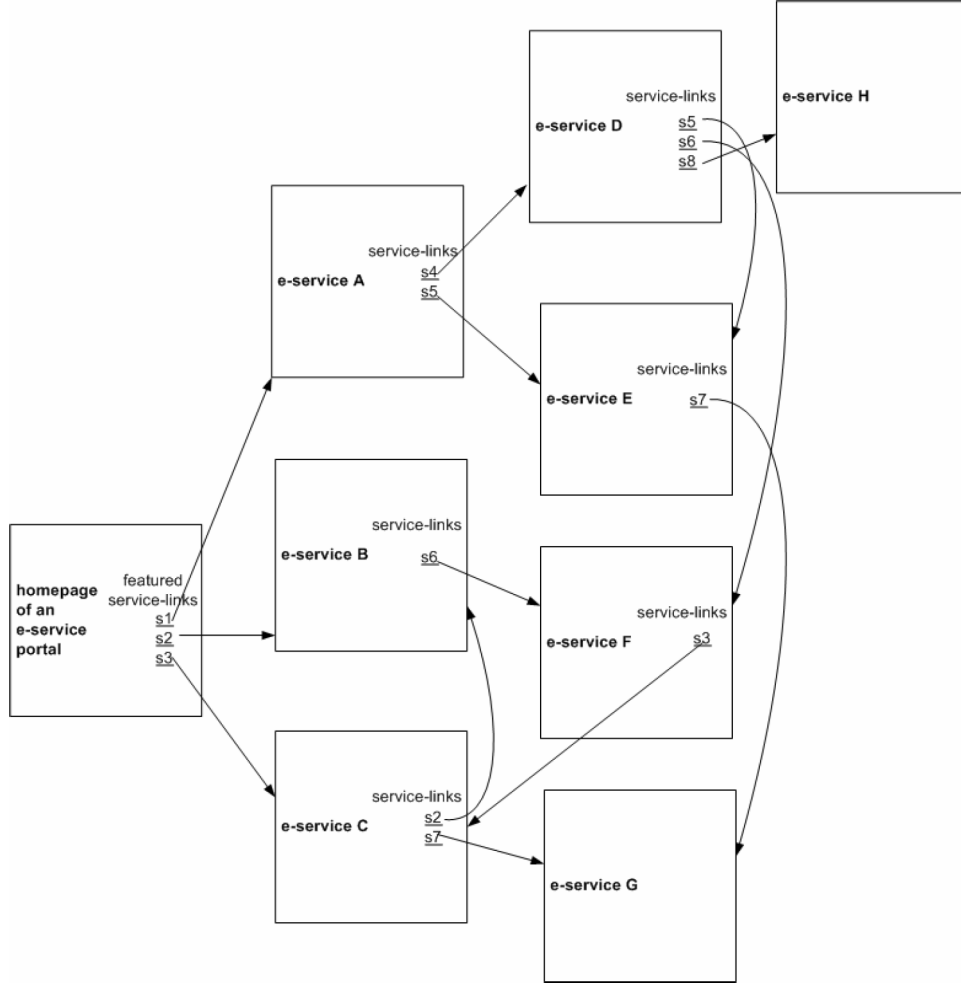 homepage
of an
e-service
portal
featured
service-links
s1
s2
s3
e-service A
service-links
s4
s5
e-service B
service-links
s6
e-service C
service-links
s2
s7
e-service D
service-links
s5
s6
s8
e-service E
service-links
s7
e-service F
service-links
s3
e-service G
e-service H